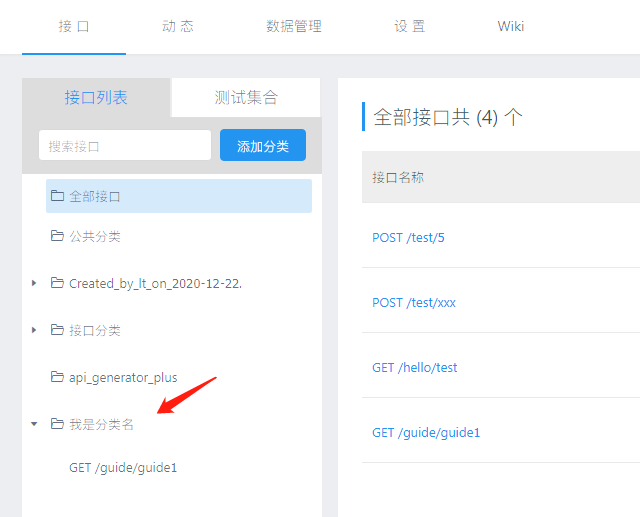 接 口 动 态 数据管理 设 置 Wiki
接口列表 测试集合
搜索接口 添加分类
全部接口
公共分类
Created_by_lt_on_2020-12-22.
接口分类
api_generator_plus
我是分类名
GET /guide/guide1
全部接口共 (4) 个
接口名称
POST /test/5
POST /test/xxx
GET /hello/test
GET /guide/guide1